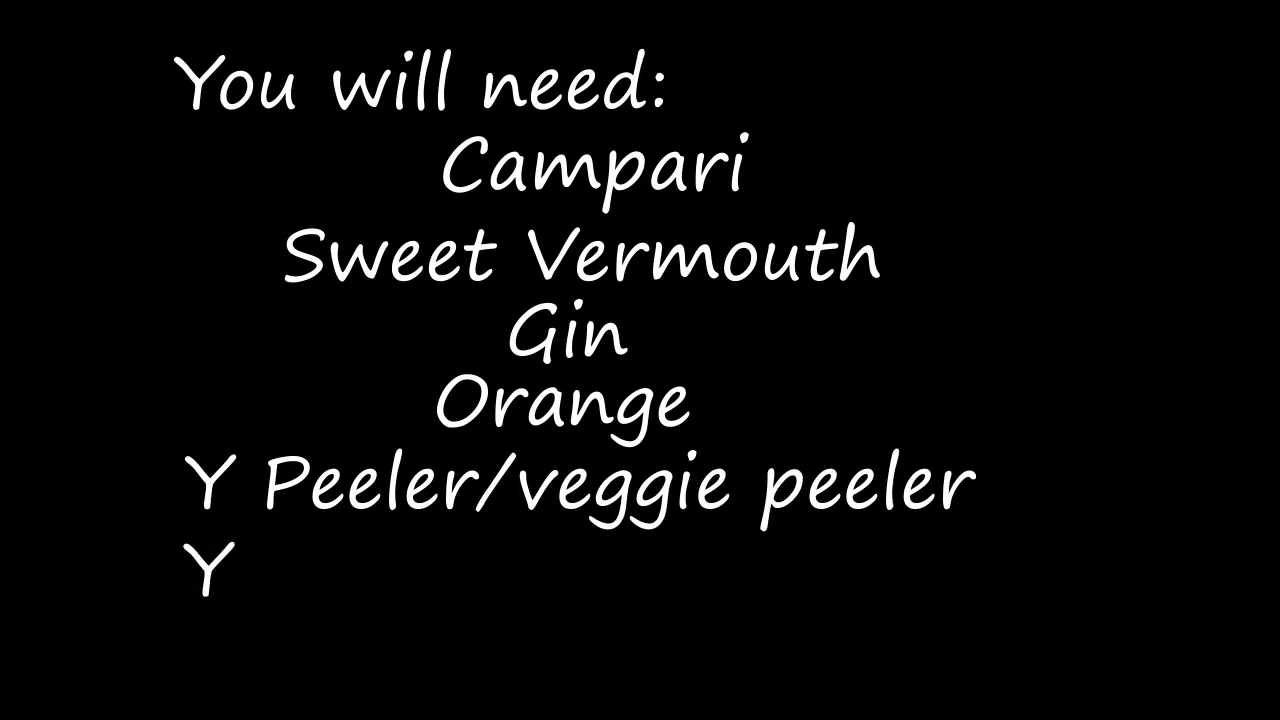 You will need:
Campari
Sweet Vermouth
Gin
Orange
Y Peeler/veggie peeler
Y